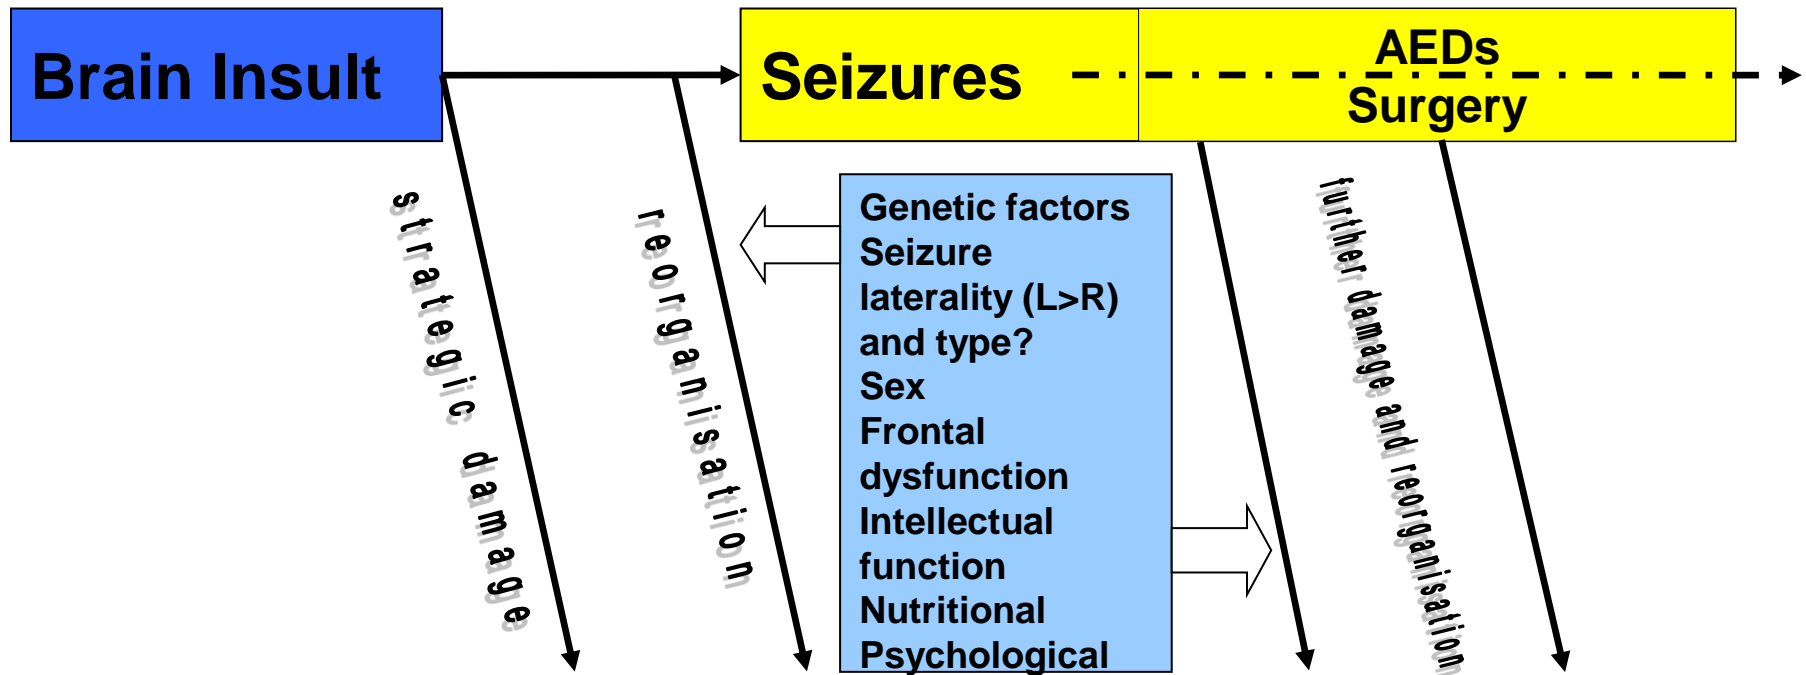 Brain Insult
Seizures
AEDs
Surgery
strategic damage
reorganisation
Genetic factors
Seizure
laterality (L>R)
and type?
Sex
Frontal
dysfunction
Intellectual
function
Nutritional
Psychological
further damage and reorganisation